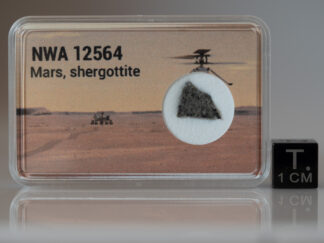 NWA 12564
Mars, shergottite
T.
1 CM